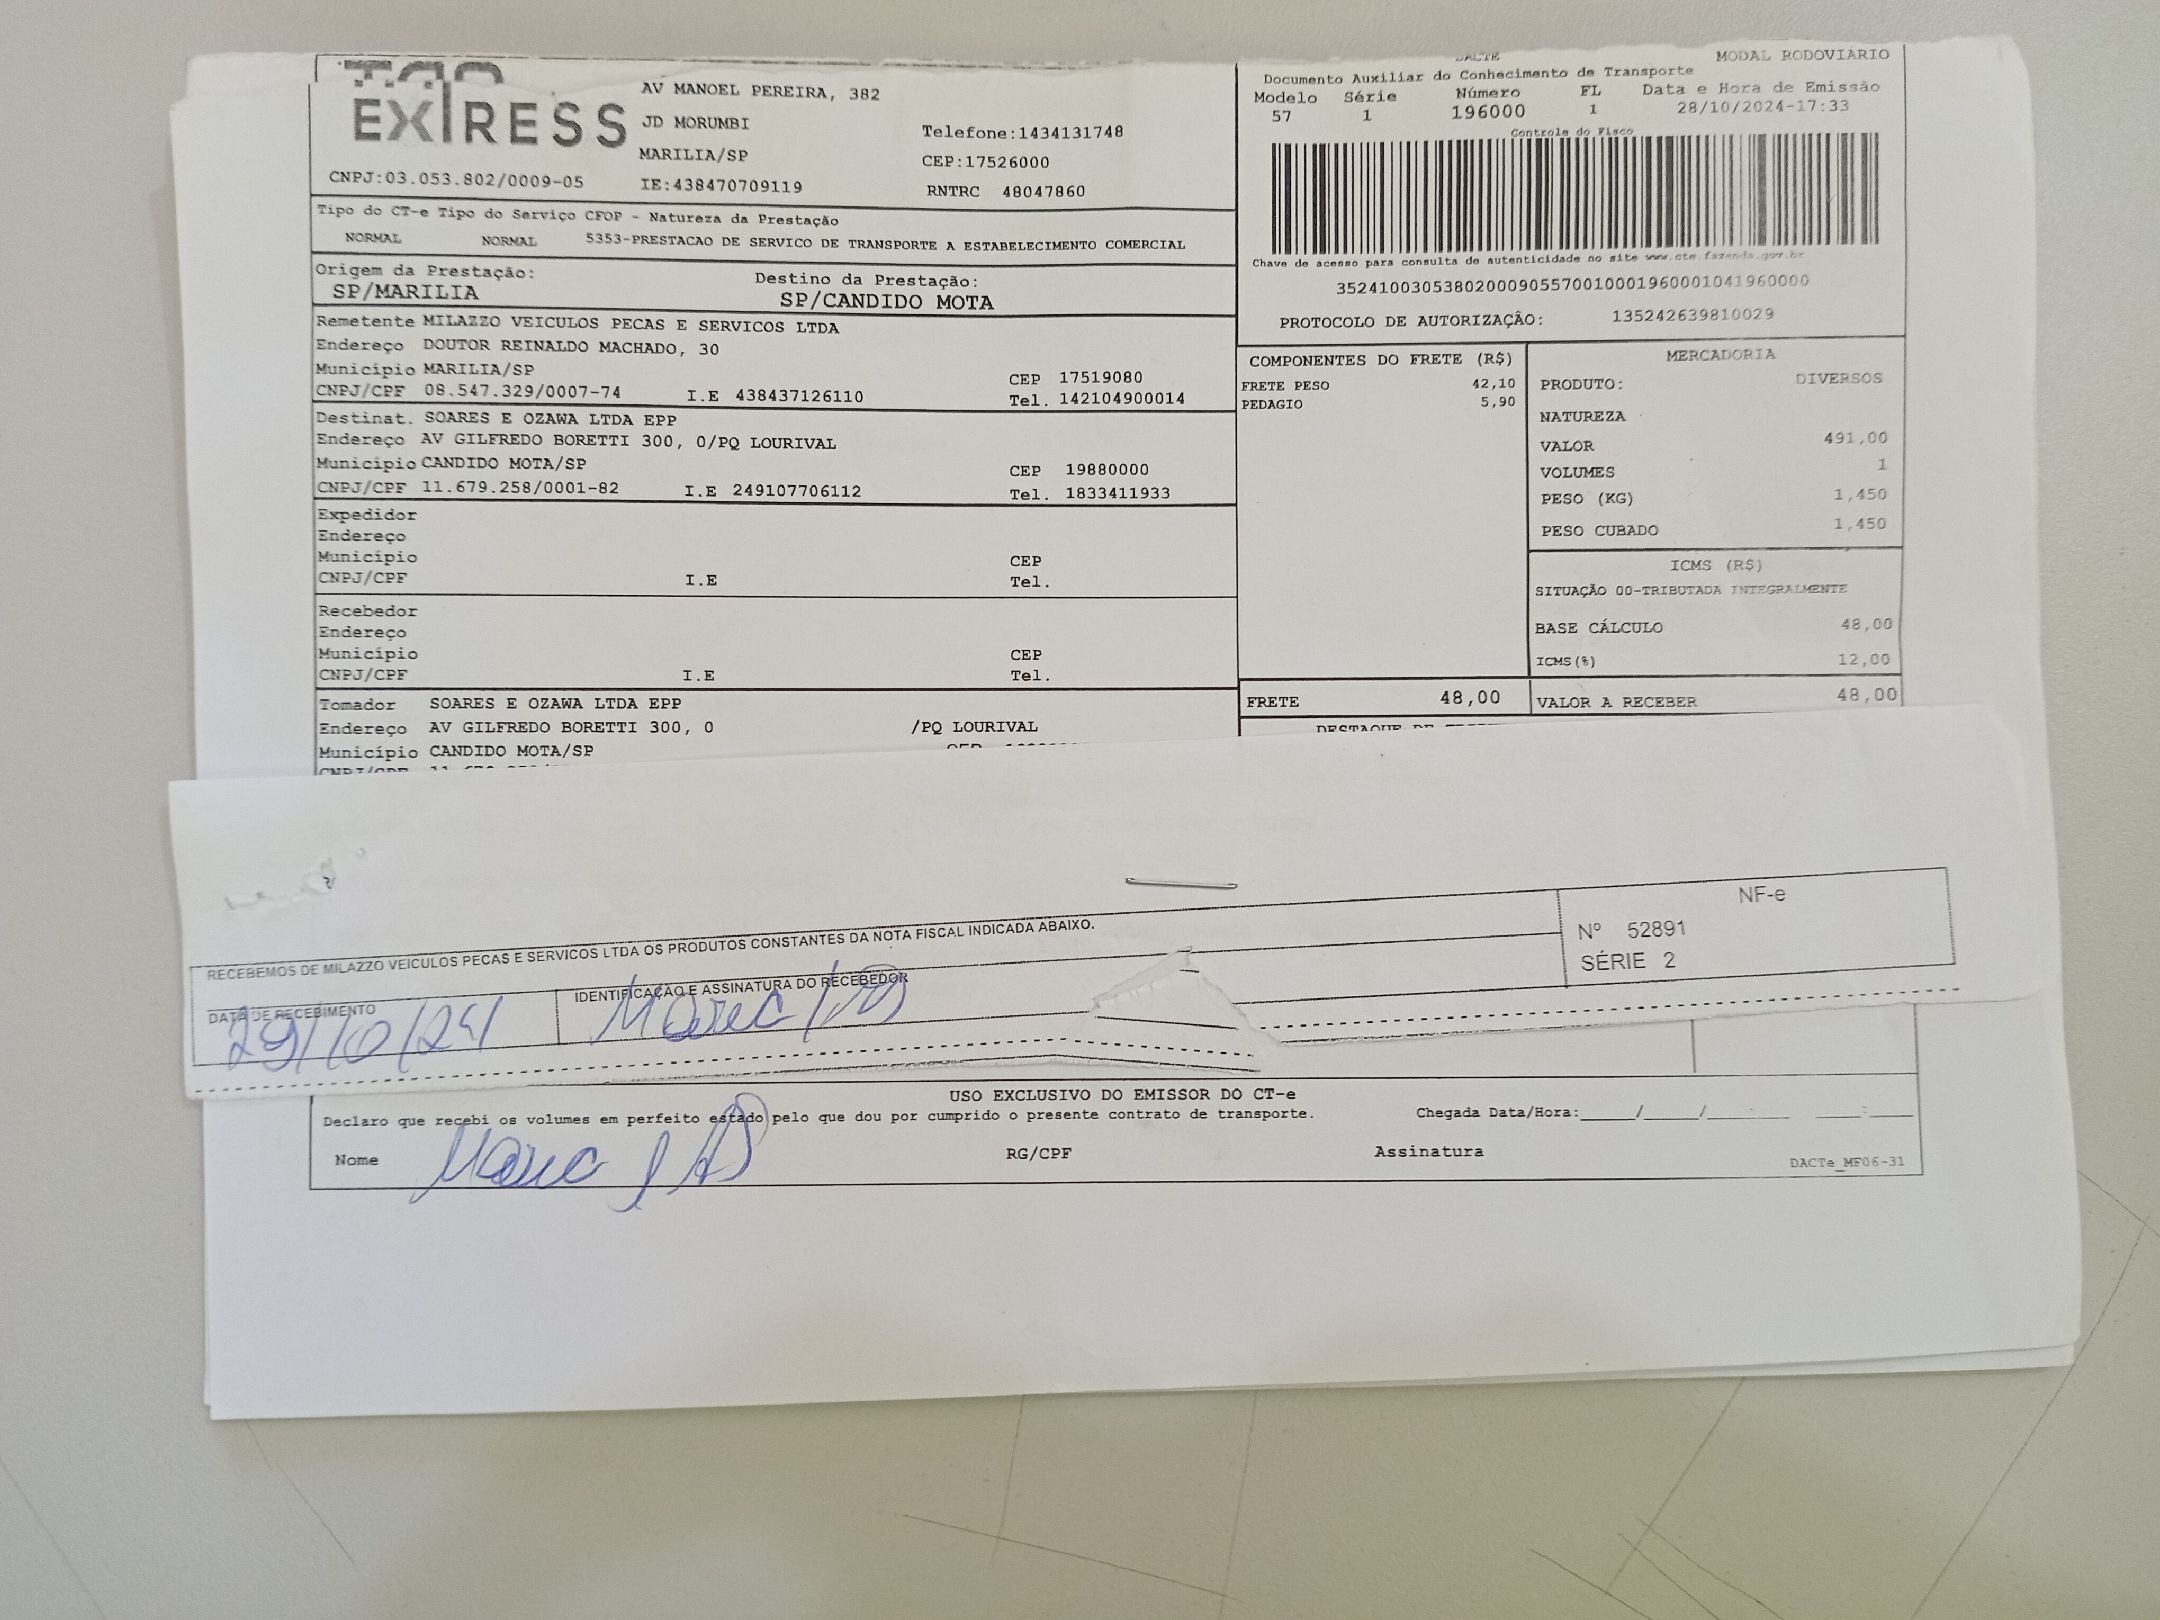 EXPRESS
AV MANOEL PEREIRA, 382
JD MORUMBI
Telefone:1434131748
MARILIA/SP
CEP:17526000
CNPJ:03.053.802/0009-05
IE:438470709119
RNTRC 48047860
DACTE
MODAL RODOVIÁRIO
Documento Auxiliar do Conhecimento de Transporte
Modelo Série Número FL Data e Hora de Emissão
57 1 196000 1 28/10/2024-17:33
Controle do Fisco
Chave de acesso para consulta de autenticidade no site www.cte.fazenda.gov.br
35241003053802000905570010001960001041960000
PROTOCOLO DE AUTORIZAÇÃO: 135242639810029
Tipo do CT-e Tipo do Serviço CFOP - Natureza da Prestação
NORMAL NORMAL 5353-PRESTACAO DE SERVICO DE TRANSPORTE A ESTABELECIMENTO COMERCIAL
Origem da Prestação: Destino da Prestação:
SP/MARILIA SP/CANDIDO MOTA
Remetente MILAZZO VEICULOS PECAS E SERVICOS LTDA
Endereço DOUTOR REINALDO MACHADO, 30
Município MARILIA/SP CEP 17519080
CNPJ/CPF 08.547.329/0007-74 I.E 438437126110 Tel. 142104900014
Destinat. SOARES E OZAWA LTDA EPP
Endereço AV GILFREDO BORETTI 300, 0/PQ LOURIVAL
Município CANDIDO MOTA/SP CEP 19880000
CNPJ/CPF 11.679.258/0001-82 I.E 249107706112 Tel. 1833411933
Expedidor
Endereço
Município CEP
CNPJ/CPF I.E Tel.
Recebedor
Endereço
Município CEP
CNPJ/CPF I.E Tel.
Tomador SOARES E OZAWA LTDA EPP
Endereço AV GILFREDO BORETTI 300, 0 /PQ LOURIVAL
Município CANDIDO MOTA/SP
CNPJ/CPF
COMPONENTES DO FRETE (R$)
FRETE PESO 42,10
PEDAGIO 5,90
FRETE 48,00
MERCADORIA
PRODUTO: DIVERSOS
NATUREZA
VALOR 491,00
VOLUMES 1
PESO (KG) 1,450
PESO CUBADO 1,450
ICMS (R$)
SITUAÇÃO 00-TRIBUTADA INTEGRALMENTE
BASE CÁLCULO 48,00
ICMS(%) 12,00
VALOR A RECEBER 48,00
RECEBEMOS DE MILAZZO VEICULOS PECAS E SERVICOS LTDA OS PRODUTOS CONSTANTES DA NOTA FISCAL INDICADA ABAIXO.
NF-e
Nº 52891
SÉRIE 2
DATA DE RECEBIMENTO IDENTIFICAÇÃO E ASSINATURA DO RECEBEDOR
29/10/24
USO EXCLUSIVO DO EMISSOR DO CT-e
Declaro que recebi os volumes em perfeito estado pelo que dou por cumprido o presente contrato de transporte. Chegada Data/Hora:____/____/____ ____:____
Nome RG/CPF Assinatura
DACTe_MF06-31